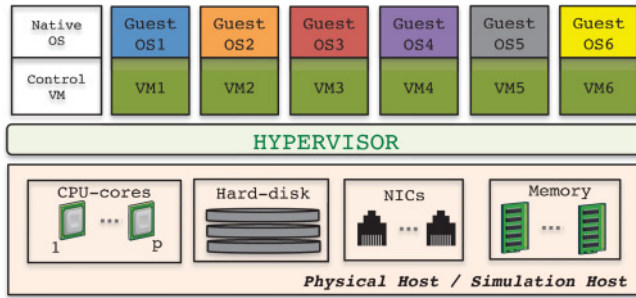 Native
OS
Guest
OS1
Guest
OS2
Guest
OS3
Guest
OS4
Guest
OS5
Guest
OS6
Control
VM
VM1
VM2
VM3
VM4
VM5
VM6
HYPERVISOR
CPU-cores
1
...
p
Hard-disk
NICs
...
Memory
...
Physical Host / Simulation Host